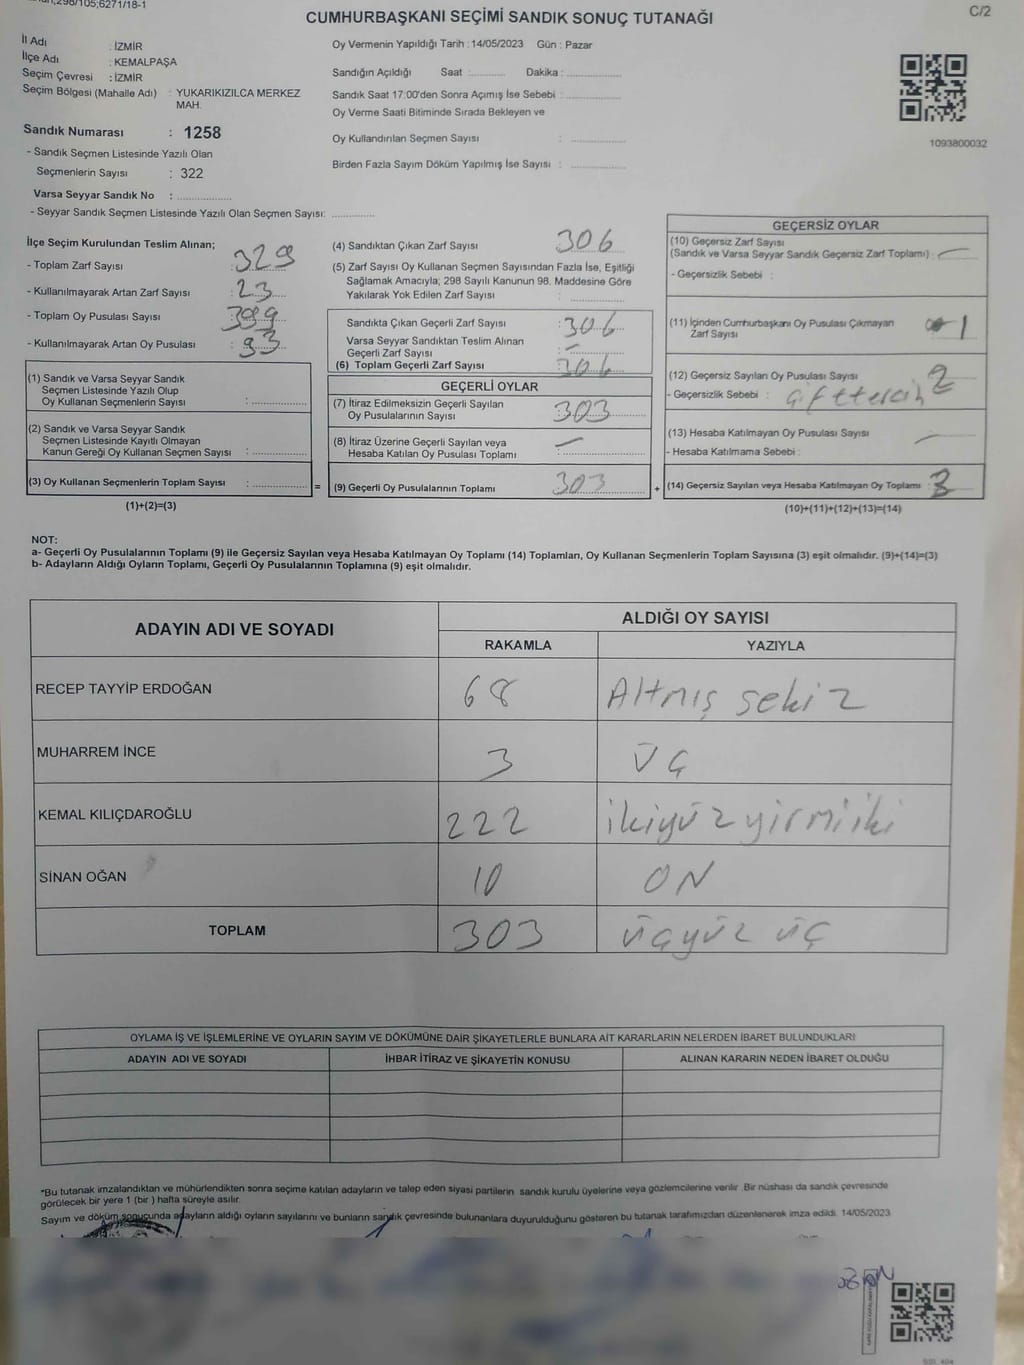 298/105;6271/18-1
CUMHURBAŞKANI SEÇİMİ SANDIK SONUÇ TUTANAĞI
C/2
İl Adı : İZMİR
İlçe Adı : KEMALPAŞA
Seçim Çevresi : İZMİR
Seçim Bölgesi (Mahalle Adı) : YUKARIKIZILCA MERKEZ
MAH.
Sandık Numarası : 1258
- Sandık Seçmen Listesinde Yazılı Olan
Seçmenlerin Sayısı : 322
Varsa Seyyar Sandık No :
- Seyyar Sandık Seçmen Listesinde Yazılı Olan Seçmen Sayısı:
Oy Vermenin Yapıldığı Tarih : 14/05/2023 Gün : Pazar
Sandığın Açıldığı Saat : Dakika :
Sandık Saat 17:00'den Sonra Açımış İse Sebebi :
Oy Verme Saati Bitiminde Sırada Bekleyen ve
Oy Kullandırılan Seçmen Sayısı :
Birden Fazla Sayım Döküm Yapılmış İse Sayısı :
1093800032
İlçe Seçim Kurulundan Teslim Alınan;
- Toplam Zarf Sayısı : 329
- Kullanılmayarak Artan Zarf Sayısı : 23
- Toplam Oy Pusulası Sayısı : 399
- Kullanılmayarak Artan Oy Pusulası : 93
(1) Sandık ve Varsa Seyyar Sandık
Seçmen Listesinde Yazılı Olup
Oy Kullanan Seçmenlerin Sayısı :
(2) Sandık ve Varsa Seyyar Sandık
Seçmen Listesinde Kayıtlı Olmayan
Kanun Gereği Oy Kullanan Seçmen Sayısı :
(3) Oy Kullanan Seçmenlerin Toplam Sayısı : =
(1)+(2)=(3)
(4) Sandıktan Çıkan Zarf Sayısı : 306
(5) Zarf Sayısı Oy Kullanan Seçmen Sayısından Fazla İse, Eşitliği
Sağlamak Amacıyla; 298 Sayılı Kanunun 98. Maddesine Göre
Yakılarak Yok Edilen Zarf Sayısı :
Sandıkta Çıkan Geçerli Zarf Sayısı : 306
Varsa Seyyar Sandıktan Teslim Alınan
Geçerli Zarf Sayısı : –
(6) Toplam Geçerli Zarf Sayısı : 306
GEÇERLİ OYLAR
(7) İtiraz Edilmeksizin Geçerli Sayılan
Oy Pusulalarının Sayısı : 303
(8) İtiraz Üzerine Geçerli Sayılan veya
Hesaba Katılan Oy Pusulası Toplamı : –
(9) Geçerli Oy Pusulalarının Toplamı : 303 +
GEÇERSİZ OYLAR
(10) Geçersiz Zarf Sayısı
(Sandık ve Varsa Seyyar Sandık Geçersiz Zarf Toplamı) : –
- Geçersizlik Sebebi :
(11) İçinden Cumhurbaşkanı Oy Pusulası Çıkmayan
Zarf Sayısı 1
(12) Geçersiz Sayılan Oy Pusulası Sayısı : 2
- Geçersizlik Sebebi : çift tercih
(13) Hesaba Katılmayan Oy Pusulası Sayısı : –
- Hesaba Katılmama Sebebi :
(14) Geçersiz Sayılan veya Hesaba Katılmayan Oy Toplamı : 3
(10)+(11)+(12)+(13)=(14)
NOT:
a- Geçerli Oy Pusulalarının Toplamı (9) ile Geçersiz Sayılan veya Hesaba Katılmayan Oy Toplamı (14) Toplamları, Oy Kullanan Seçmenlerin Toplam Sayısına (3) eşit olmalıdır. (9)+(14)=(3)
b- Adayların Aldığı Oyların Toplamı, Geçerli Oy Pusulalarının Toplamına (9) eşit olmalıdır.
ADAYIN ADI VE SOYADI
ALDIĞI OY SAYISI
RAKAMLA YAZIYLA
RECEP TAYYİP ERDOĞAN 68 Altmış sekiz
MUHARREM İNCE 3 ÜÇ
KEMAL KILIÇDAROĞLU 222 ikiyüz yirmi iki
SİNAN OĞAN 10 ON
TOPLAM 303 üçyüz üç
OYLAMA İŞ VE İŞLEMLERİNE VE OYLARIN SAYIM VE DÖKÜMÜNE DAİR ŞİKAYETLERLE BUNLARA AİT KARARLARIN NELERDEN İBARET BULUNDUKLARI
ADAYIN ADI VE SOYADI İHBAR İTİRAZ VE ŞİKAYETİN KONUSU ALINAN KARARIN NEDEN İBARET OLDUĞU
*Bu tutanak imzalandıktan ve mühürlendikten sonra seçime katılan adayların ve talep eden siyasi partilerin sandık kurulu üyelerine veya gözlemcilerine verilir. Bir nüshası da sandık çevresinde
görülecek bir yere 1 (bir ) hafta süreyle asılır.
Sayım ve döküm sonucunda adayların aldığı oyların sayılarını ve bunların sandık çevresinde bulunanlara duyurulduğunu gösteren bu tutanak tarafımızdan düzenlenerek imza edildi. 14/05/2023